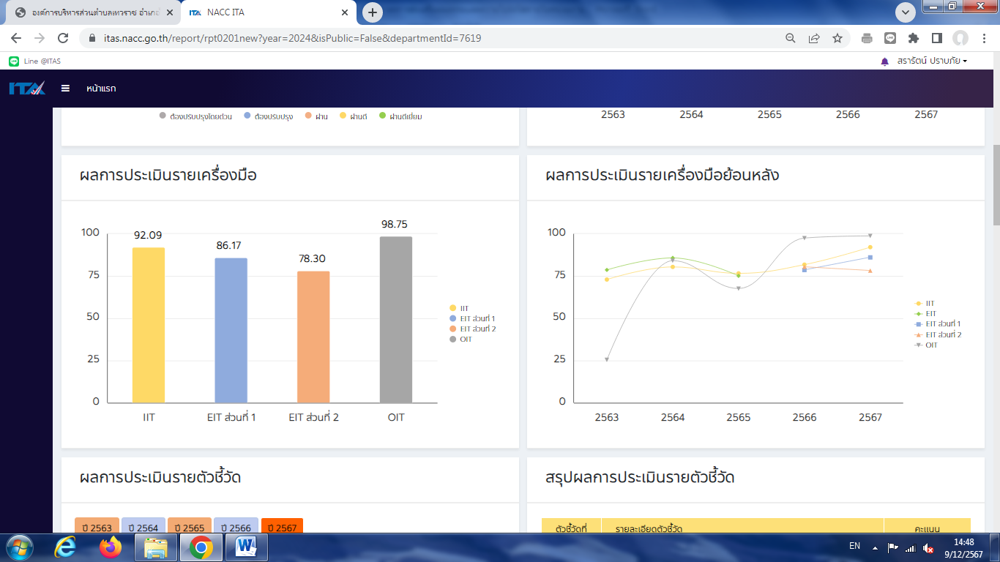 องค์การบริหารส่วนตำบลเหวราช อำเภอ
NACC ITA
itas.nacc.go.th/report/rpt0201new?year=2024&isPublic=False&departmentId=7619
Line @ITAS
สรารัตน์ ปราบภัย
ITA
หน้าแรก
ต้องปรับปรุงโดยด่วน ต้องปรับปรุง ผ่าน ผ่านดี ผ่านดีเยี่ยม
2563 2564 2565 2566 2567
ผลการประเมินรายเครื่องมือ
100
75
50
25
0
92.09
86.17
78.30
98.75
IIT EIT ส่วนที่ 1 EIT ส่วนที่ 2 OIT
IIT
EIT ส่วนที่ 1
EIT ส่วนที่ 2
OIT
ผลการประเมินรายเครื่องมือย้อนหลัง
100
75
50
25
0
2563 2564 2565 2566 2567
IIT
EIT
EIT ส่วนที่ 1
EIT ส่วนที่ 2
OIT
ผลการประเมินรายตัวชี้วัด
ปี 2563 ปี 2564 ปี 2565 ปี 2566 ปี 2567
สรุปผลการประเมินรายตัวชี้วัด
ตัวชี้วัดที่ รายละเอียดตัวชี้วัด คะแนน
EN
14:48
9/12/2567